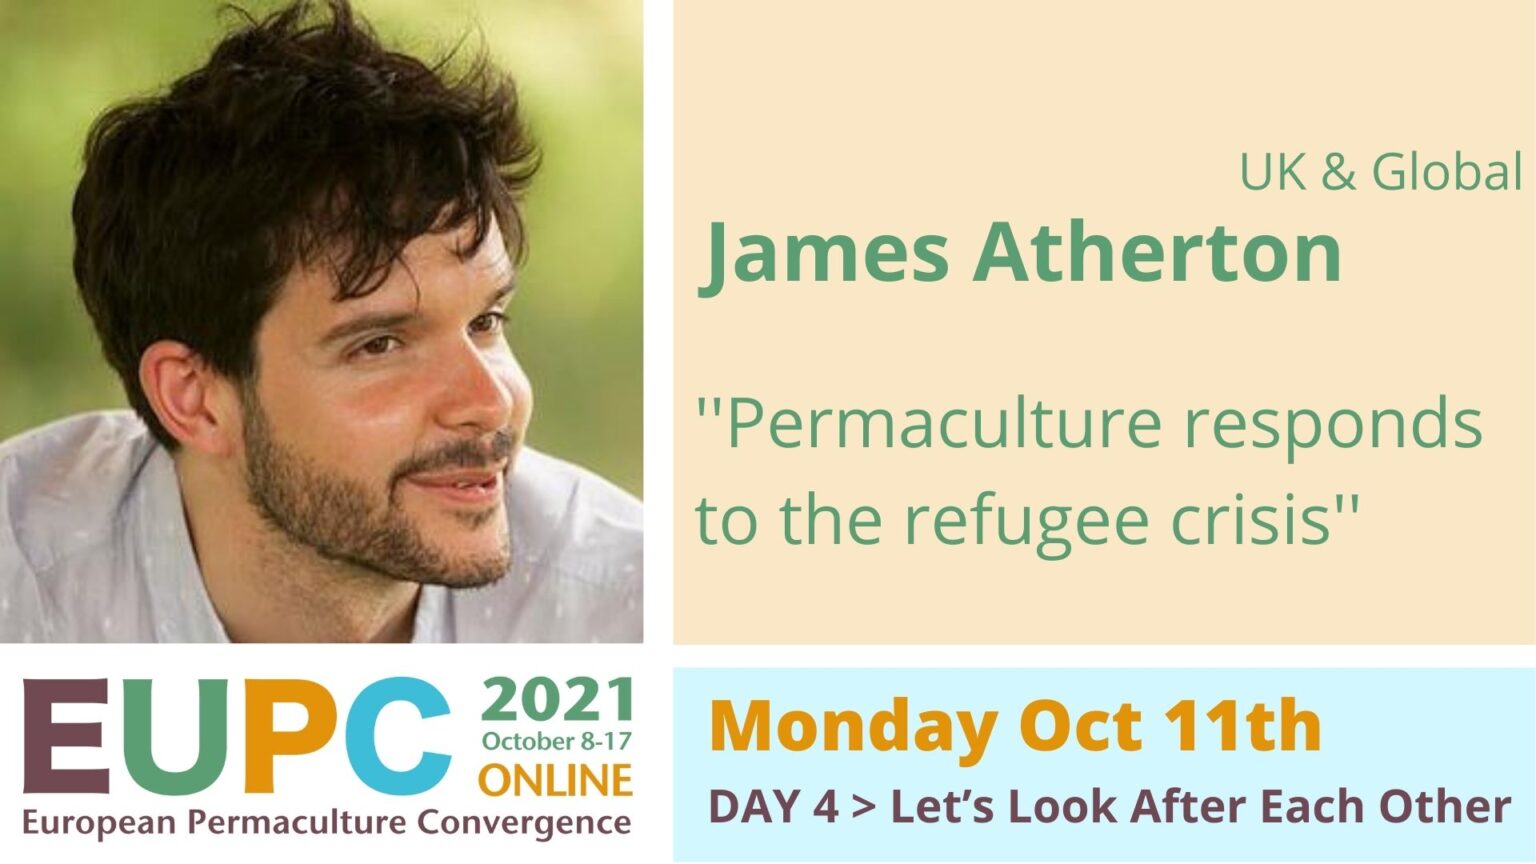 UK & Global
James Atherton
"Permaculture responds
to the refugee crisis"
EUPC
2021
October 8-17
ONLINE
European Permaculture Convergence
Monday Oct 11th
DAY 4 > Let’s Look After Each Other